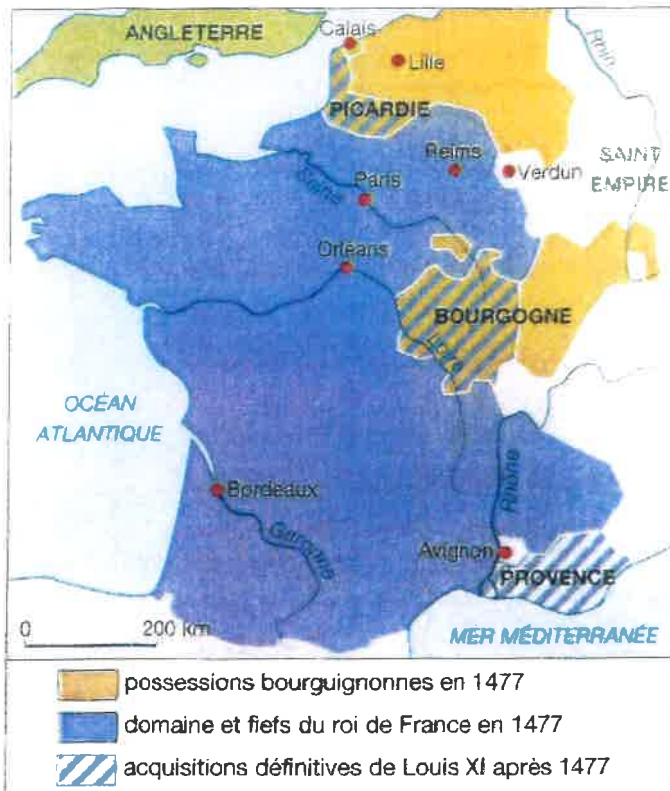 ANGLETERRE
Calais
Lille
Rhin
PICARDIE
Reims
Verdun
SAINT
EMPIRE
Seine
Paris
Orléans
BOURGOGNE
Loire
OCÉAN
ATLANTIQUE
Bordeaux
Garonne
Rhône
Avignon
PROVENCE
0 200 km
MER MÉDITERRANÉE
possessions bourguignonnes en 1477
domaine et fiefs du roi de France en 1477
acquisitions définitives de Louis XI après 1477